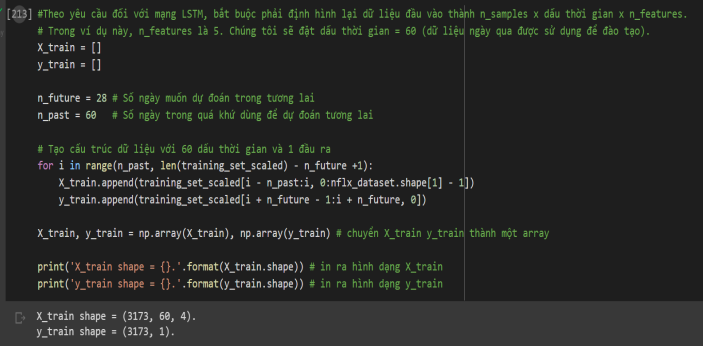 [213] #Theo yêu cầu đối với mạng LSTM, bắt buộc phải định hình lại dữ liệu đầu vào thành n_samples x dấu thời gian x n_features.
# Trong ví dụ này, n_features là 5. Chúng tôi sẽ đặt dấu thời gian = 60 (dữ liệu ngày qua được sử dụng để đào tạo).
X_train = []
y_train = []
n_future = 28 # Số ngày muốn dự đoán trong tương lai
n_past = 60 # Số ngày trong quá khứ dùng để dự đoán tương lai
# Tạo cấu trúc dữ liệu với 60 dấu thời gian và 1 đầu ra
for i in range(n_past, len(training_set_scaled) - n_future +1):
X_train.append(training_set_scaled[i - n_past:i, 0:nflx_dataset.shape[1] - 1])
y_train.append(training_set_scaled[i + n_future - 1:i + n_future, 0])
X_train, y_train = np.array(X_train), np.array(y_train) # chuyển X_train y_train thành một array
print('X_train shape = {}.'.format(X_train.shape)) # in ra hình dạng X_train
print('y_train shape = {}.'.format(y_train.shape)) # in ra hình dạng y_train
X_train shape = (3173, 60, 4).
y_train shape = (3173, 1).